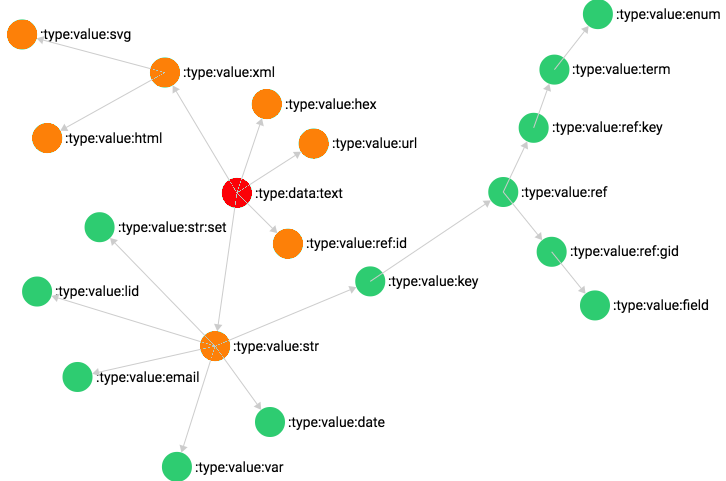 :type:value:enum
:type:value:svg
:type:value:term
:type:value:xml
:type:value:hex
:type:value:ref:key
:type:value:html
:type:value:url
:type:data:text
:type:value:ref
:type:value:str:set
:type:value:ref:id
:type:value:ref:gid
:type:value:key
:type:value:lid
:type:value:field
:type:value:str
:type:value:email
:type:value:date
:type:value:var